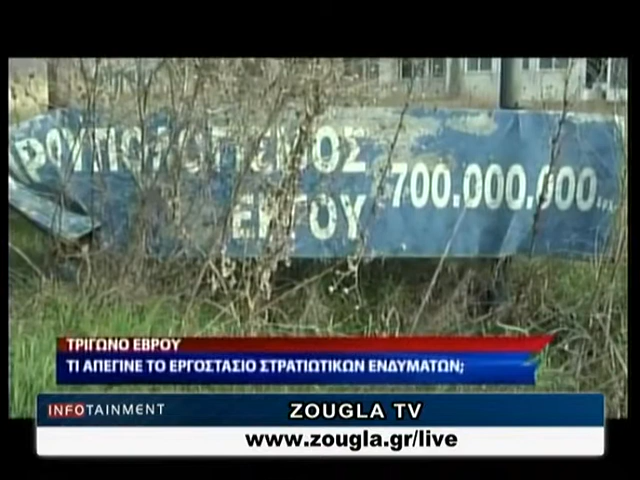 ΡΟΥΠΟΛΟΓΙΣΜΟΣ
ΕΡΓΟΥ
700.000.000
ΤΡΙΓΩΝΟ ΕΒΡΟΥ
ΤΙ ΑΠΕΓΙΝΕ ΤΟ ΕΡΓΟΣΤΑΣΙΟ ΣΤΡΑΤΙΩΤΙΚΩΝ ΕΝΔΥΜΑΤΩΝ;
INFOTAINMENT
ZOUGLA TV
www.zougla.gr/live